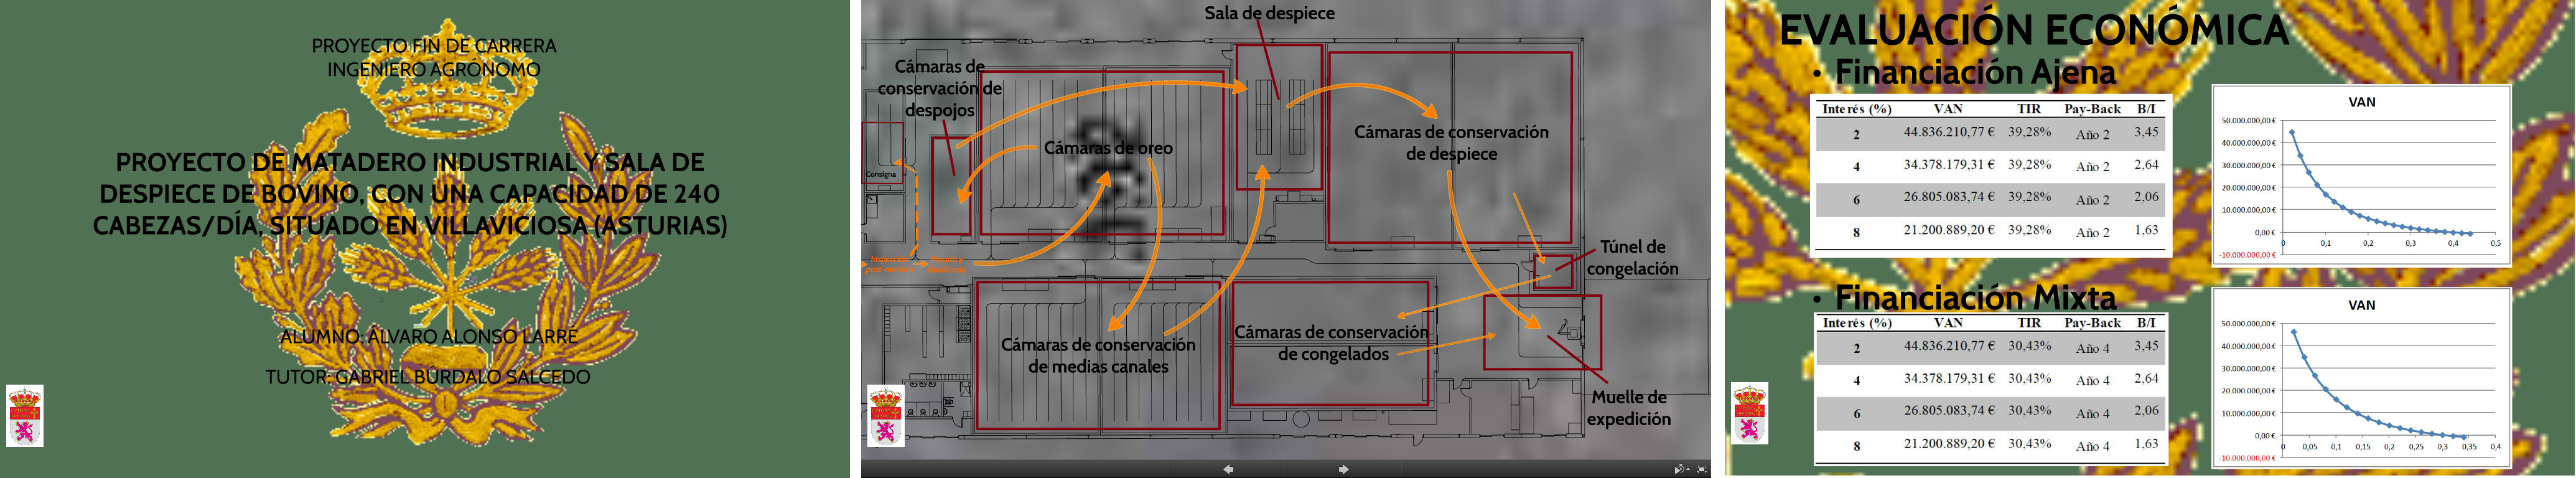 PROYECTO FIN DE CARRERA
INGENIERO AGRÓNOMO
PROYECTO DE MATADERO INDUSTRIAL Y SALA DE
DESPIECE DE BOVINO, CON UNA CAPACIDAD DE 240
CABEZAS/DÍA, SITUADO EN VILLAVICIOSA (ASTURIAS)
ALUMNO: ÁLVARO ALONSO LARRE
TUTOR: GABRIEL BÚRDALO SALCEDO
Sala de despiece
Cámaras de
conservación de
despojos
Cámaras de oreo
Cámaras de conservación
de despiece
Consigna
Inspección
post mortem
Túnel de
congelación
Cámaras de conservación
de medias canales
Cámaras de conservación
de congelados
Muelle de
expedición
EVALUACIÓN ECONÓMICA
• Financiación Ajena
Interés (%) VAN TIR Pay-Back B/I
2 44.836.210,77 € 39,28% Año 2 3,45
4 34.378.179,31 € 39,28% Año 2 2,64
6 26.805.083,74 € 39,28% Año 2 2,06
8 21.200.889,20 € 39,28% Año 2 1,63
VAN
50.000.000,00 €
40.000.000,00 €
30.000.000,00 €
20.000.000,00 €
10.000.000,00 €
0,00 €
-10.000.000,00 €
0 0,1 0,2 0,3 0,4 0,5
• Financiación Mixta
Interés (%) VAN TIR Pay-Back B/I
2 44.836.210,77 € 30,43% Año 4 3,45
4 34.378.179,31 € 30,43% Año 4 2,64
6 26.805.083,74 € 30,43% Año 4 2,06
8 21.200.889,20 € 30,43% Año 4 1,63
VAN
50.000.000,00 €
40.000.000,00 €
30.000.000,00 €
20.000.000,00 €
10.000.000,00 €
0,00 €
-10.000.000,00 €
0 0,05 0,1 0,15 0,2 0,25 0,3 0,35 0,4